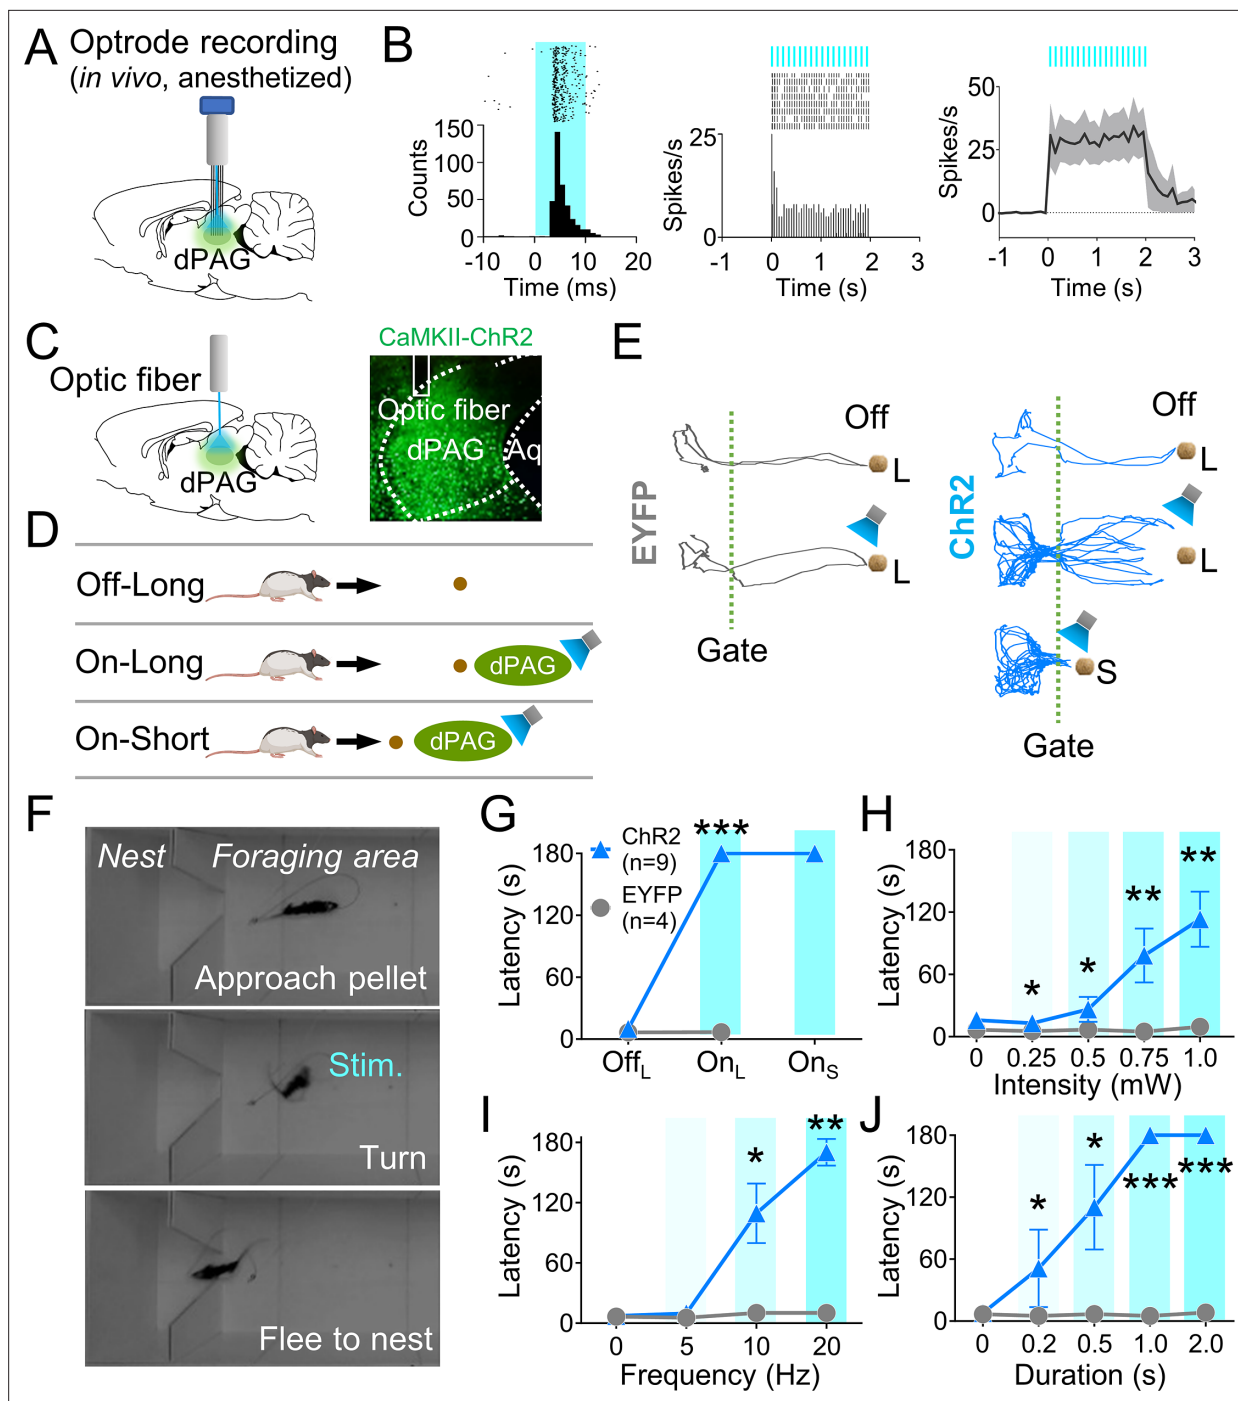 A
Optrode recording
(in vivo, anesthetized)
dPAG
B
150
100
50
0
Counts
-10
0
10
20
Time (ms)
25
0
Spikes/s
-1
0
1
2
3
Time (s)
50
25
0
Spikes/s
-1
0
1
2
3
Time (s)
C
Optic fiber
dPAG
CaMKII-ChR2
Optic fiber
dPAG
Aq
D
Off-Long
On-Long
dPAG
On-Short
dPAG
E
EYFP
Off
L
L
Gate
ChR2
Off
L
L
S
Gate
F
Nest
Foraging area
Approach pellet
Stim.
Turn
Flee to nest
G
***
ChR2
(n=9)
EYFP
(n=4)
180
120
60
0
Latency (s)
OffL
OnL
OnS
H
*
*
**
**
180
120
60
0
Latency (s)
0
0.25
0.5
0.75
1.0
Intensity (mW)
I
*
**
180
120
60
0
Latency (s)
0
5
10
20
Frequency (Hz)
J
*
*
***
***
180
120
60
0
Latency (s)
0
0.2
0.5
1.0
2.0
Duration (s)